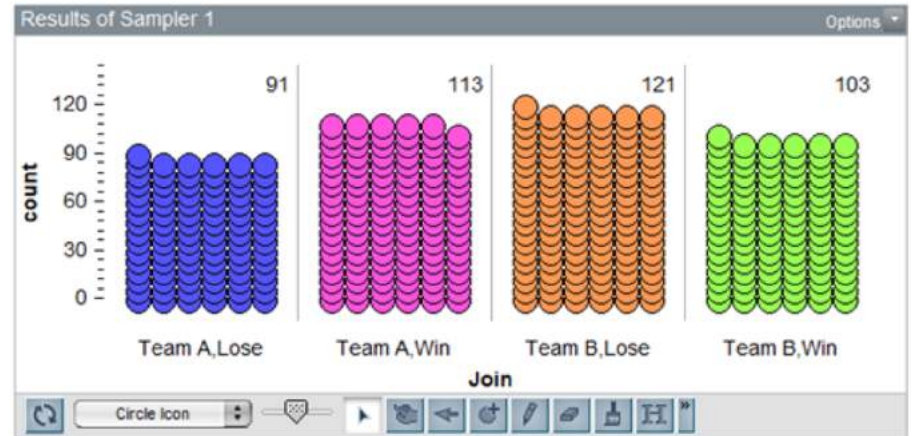 Results of Sampler 1
Options
91
113
121
103
120
90
60
30
0
count
Team A,Lose
Team A,Win
Team B,Lose
Team B,Win
Join
Circle Icon
H
»